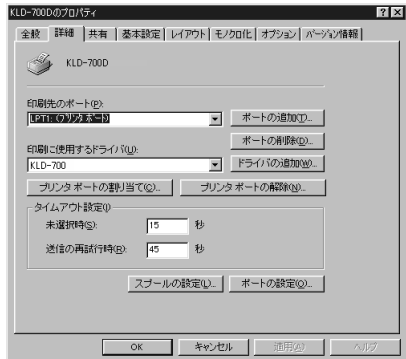 KLD-700Dのプロパティ
全般 詳細 共有 基本設定 レイアウト モノクロ化 オプション バージョン情報
KLD-700D
印刷先のポート(P):
LPT1: (プリンタ ポート) ポートの追加(T)...
ポートの削除(D)...
印刷に使用するドライバ(U):
KLD-700 ドライバの追加(W)...
プリンタ ポートの割り当て(C)... プリンタ ポートの解除(N)...
タイムアウト設定(I)
未選択時(S): 15 秒
送信の再試行時(R): 45 秒
スプールの設定(L)... ポートの設定(O)...
OK キャンセル 適用(A) ヘルプ